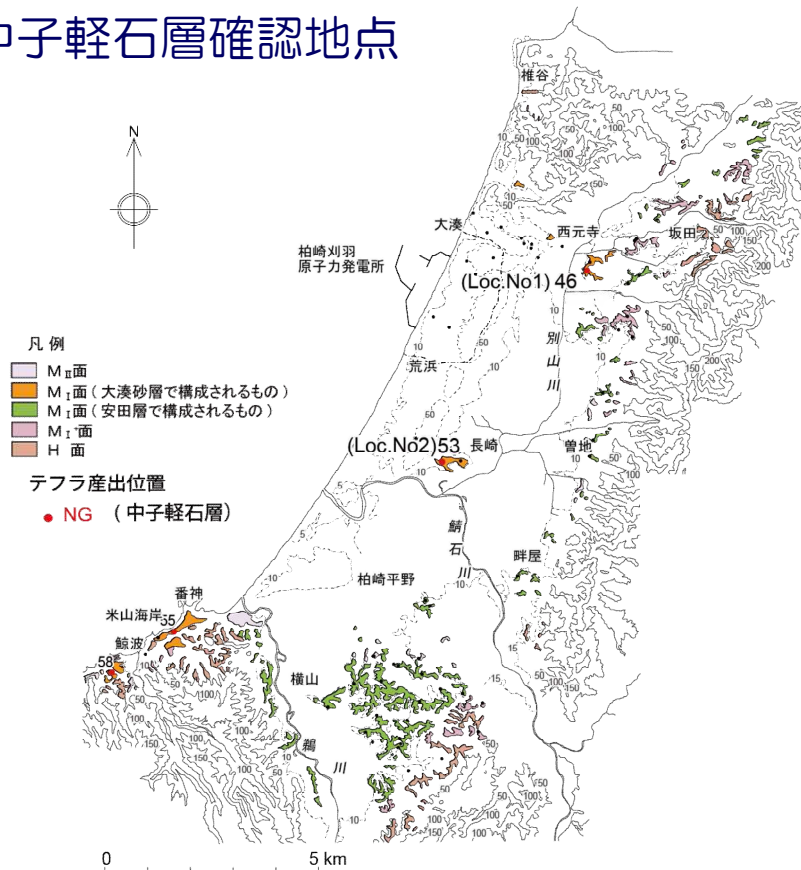 中子軽石層確認地点
N
椎谷
大湊
西元寺
坂田
柏崎刈羽
原子力発電所
(Loc.No1) 46
別山川
荒浜
(Loc.No2)53
長崎
曽地
鯖石川
畔屋
柏崎平野
番神
米山海岸
55
鯨波
58
横山
鵜川
凡 例
MⅡ面
MⅠ面 ( 大湊砂層で構成されるもの )
MⅠ面 ( 安田層で構成されるもの )
MⅠ⁺面
H 面
テフラ産出位置
NG ( 中子軽石層)
0 5 km